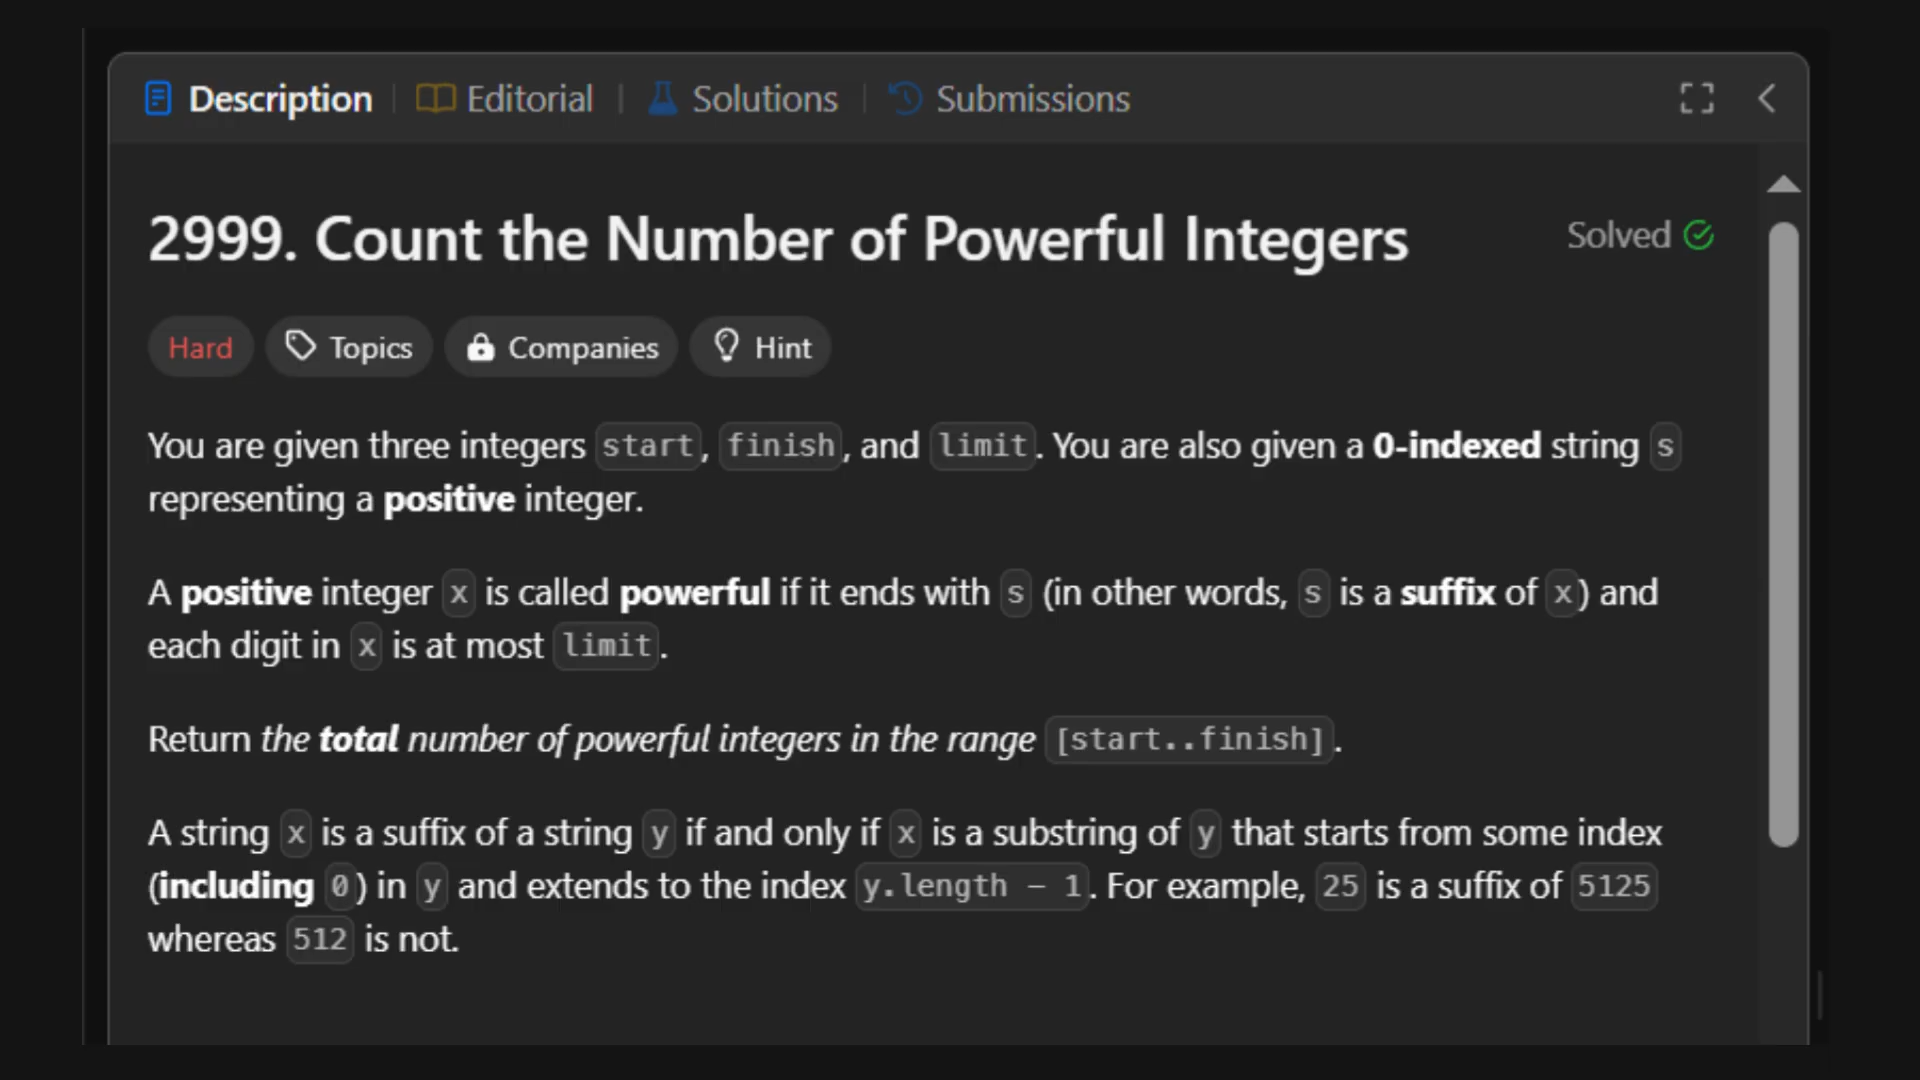 Description | Editorial | Solutions | Submissions
2999. Count the Number of Powerful Integers
Solved
Hard Topics Companies Hint
You are given three integers start, finish, and limit. You are also given a 0-indexed string s
representing a positive integer.
A positive integer x is called powerful if it ends with s (in other words, s is a suffix of x) and
each digit in x is at most limit.
Return the total number of powerful integers in the range [start..finish].
A string x is a suffix of a string y if and only if x is a substring of y that starts from some index
(including 0) in y and extends to the index y.length - 1. For example, 25 is a suffix of 5125
whereas 512 is not.